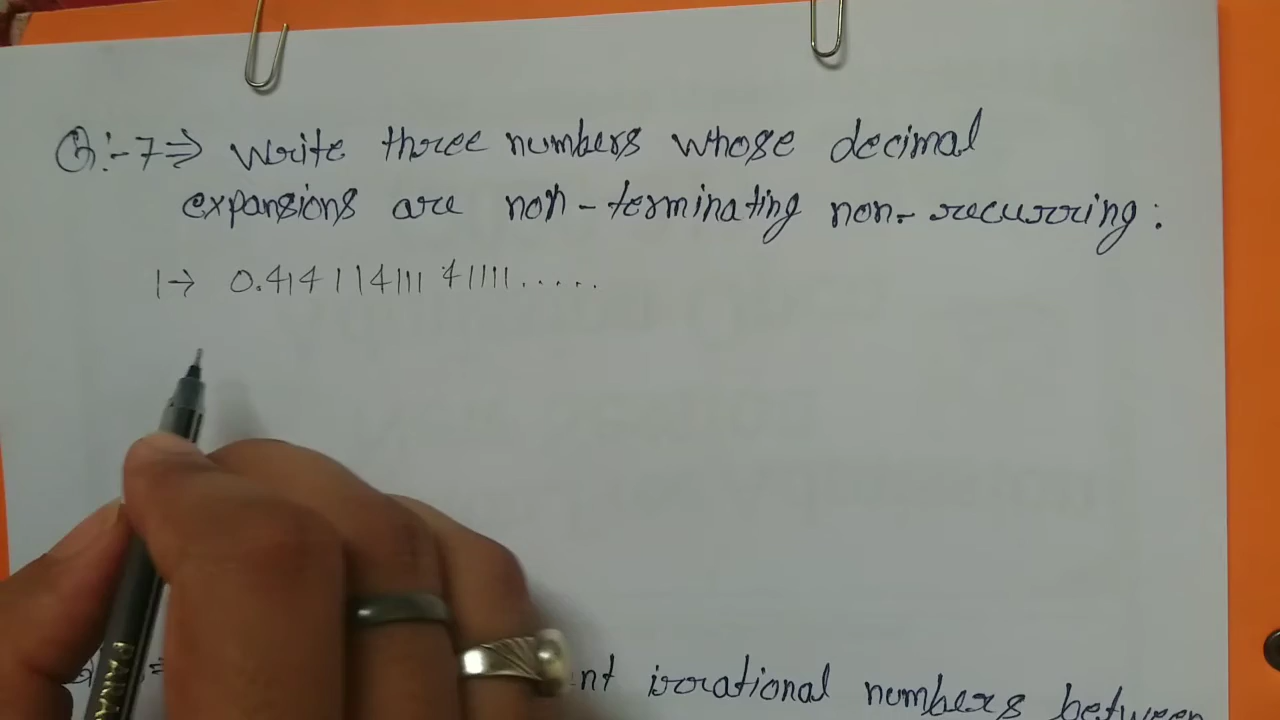 Q:-7⇒ Write three numbers whose decimal
expansions are non-terminating non-recurring:
1→ 0.414114111 41111.....
nt irrational numbers between